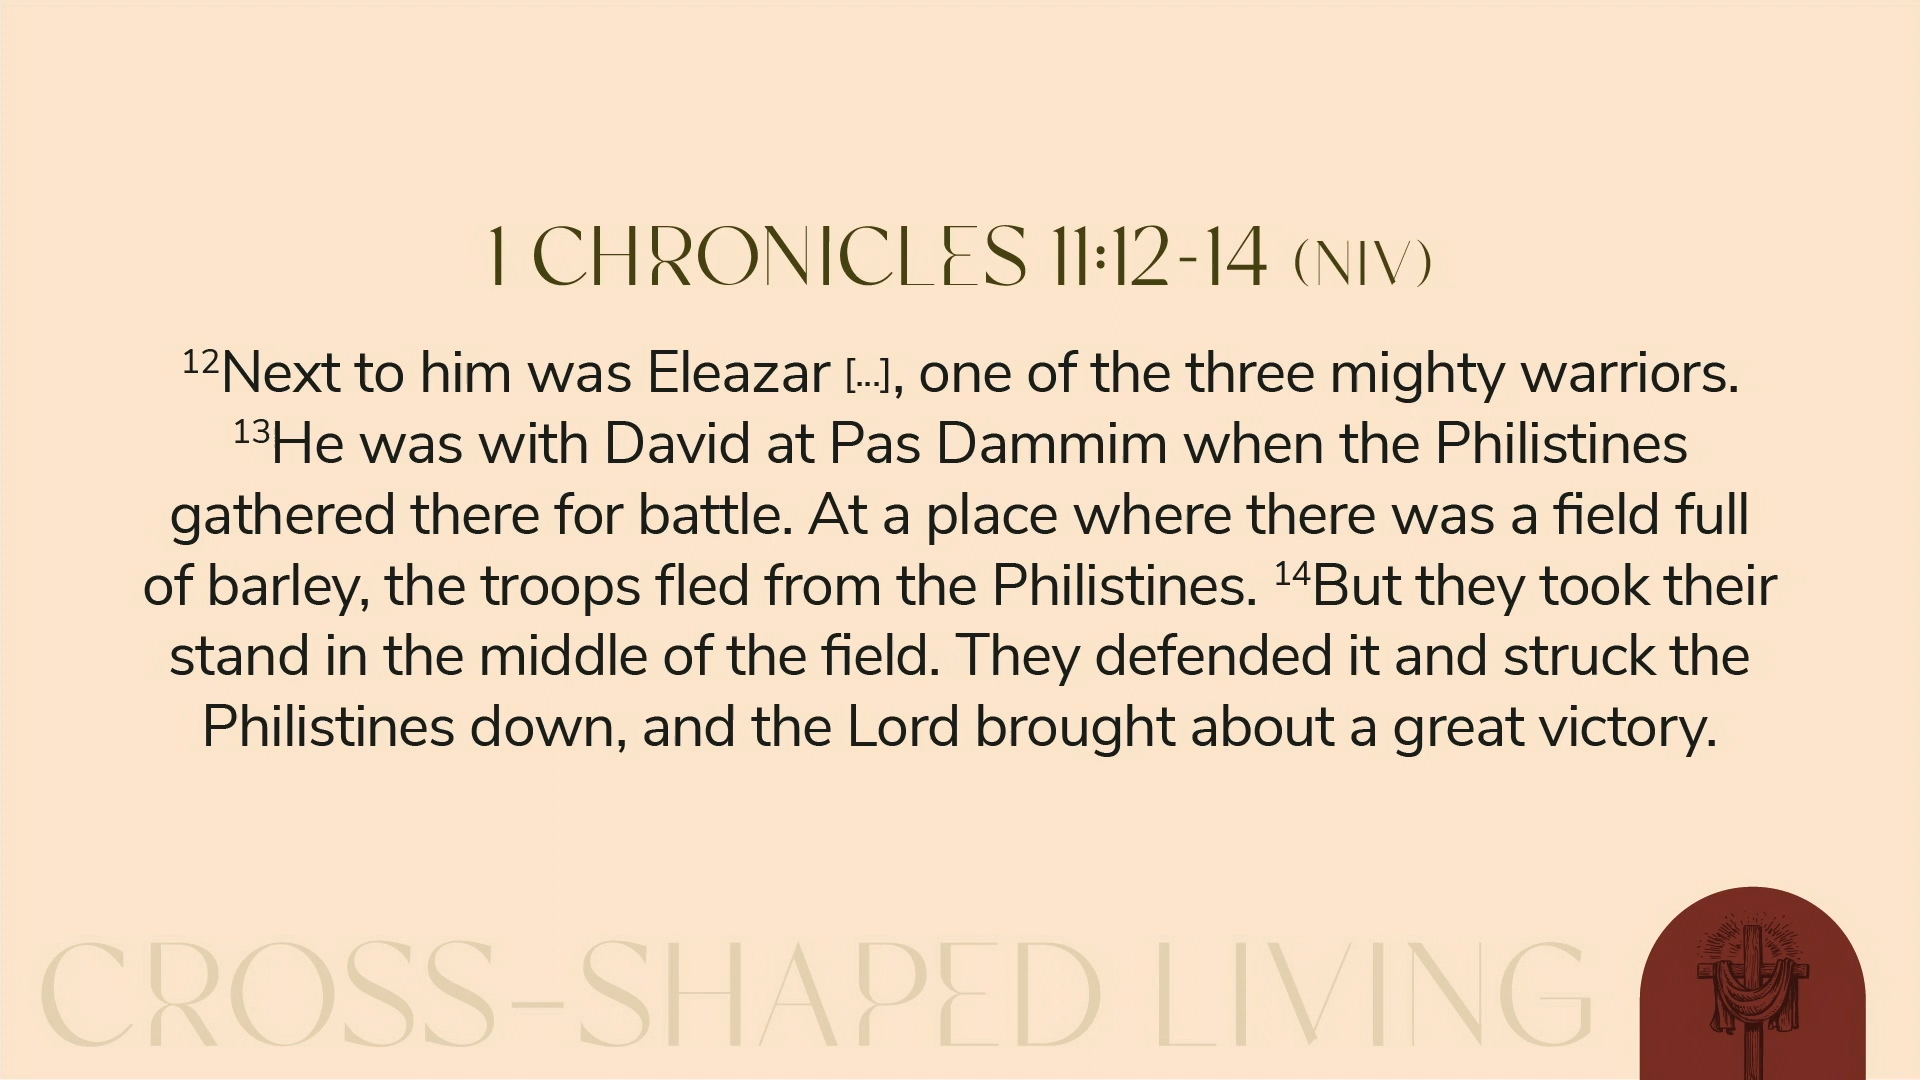 1 CHRONICLES 11:12-14 (NIV)
¹²Next to him was Eleazar [...], one of the three mighty warriors.
¹³He was with David at Pas Dammim when the Philistines
gathered there for battle. At a place where there was a field full
of barley, the troops fled from the Philistines. ¹⁴But they took their
stand in the middle of the field. They defended it and struck the
Philistines down, and the Lord brought about a great victory.
CROSS-SHAPED LIVING